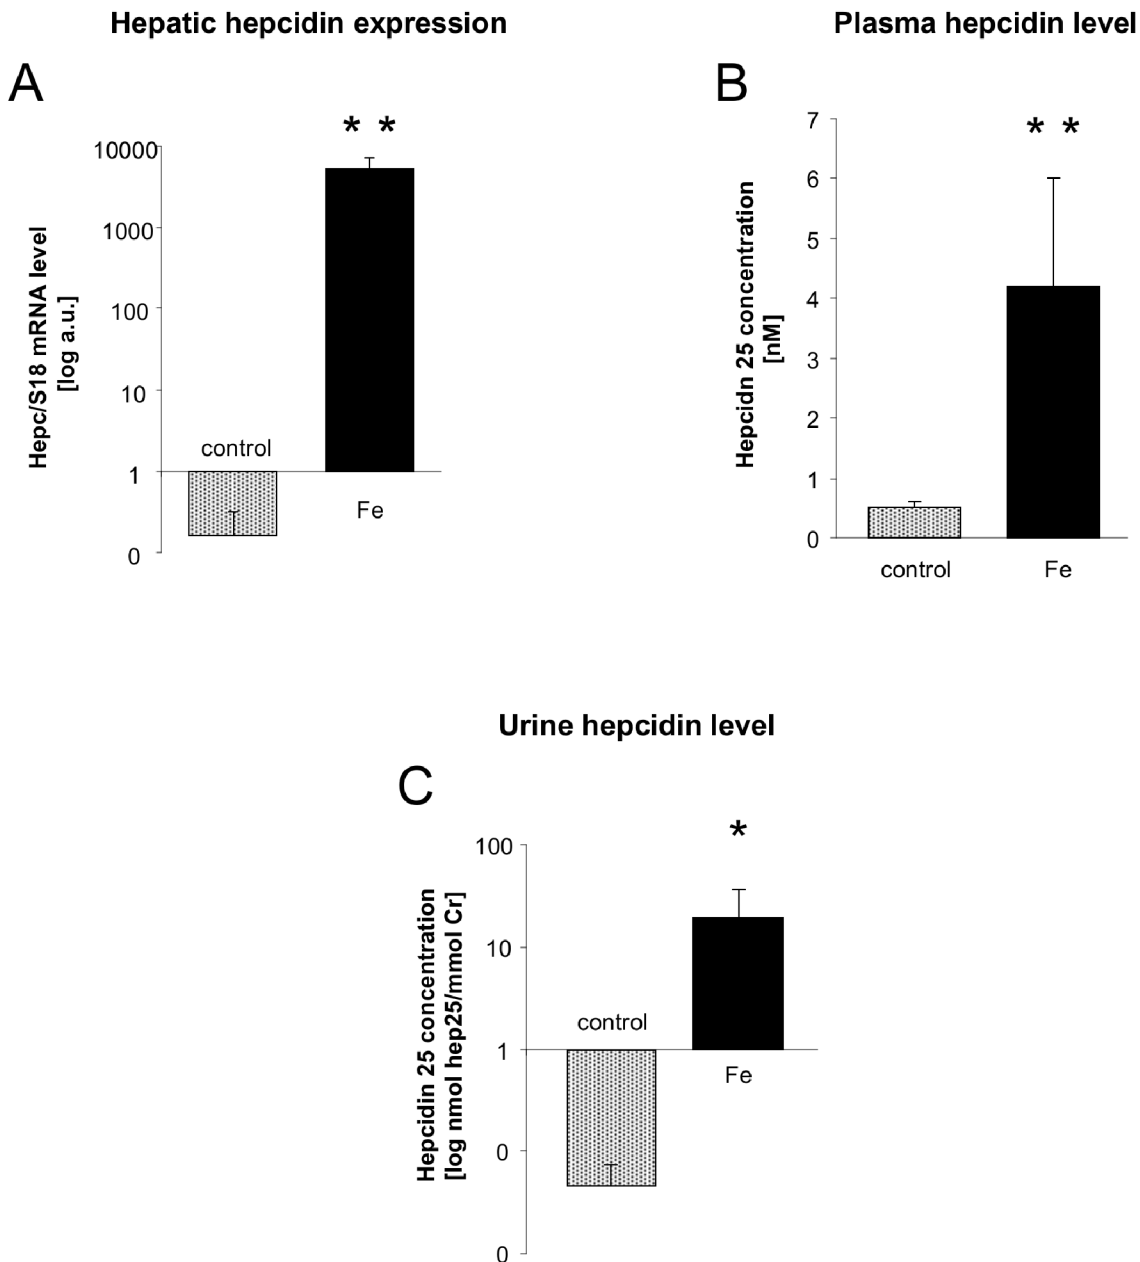 Hepatic hepcidin expression
Plasma hepcidin level
A
B
* *
10000
1000
100
10
1
0
Hepc/S18 mRNA level
[log a.u.]
control
Fe
* *
7
6
5
4
3
2
1
0
Hepcidn 25 concentration
[nM]
control
Fe
Urine hepcidin level
C
*
100
10
1
0
0
Hepcidin 25 concentration
[log nmol hep25/mmol Cr]
control
Fe